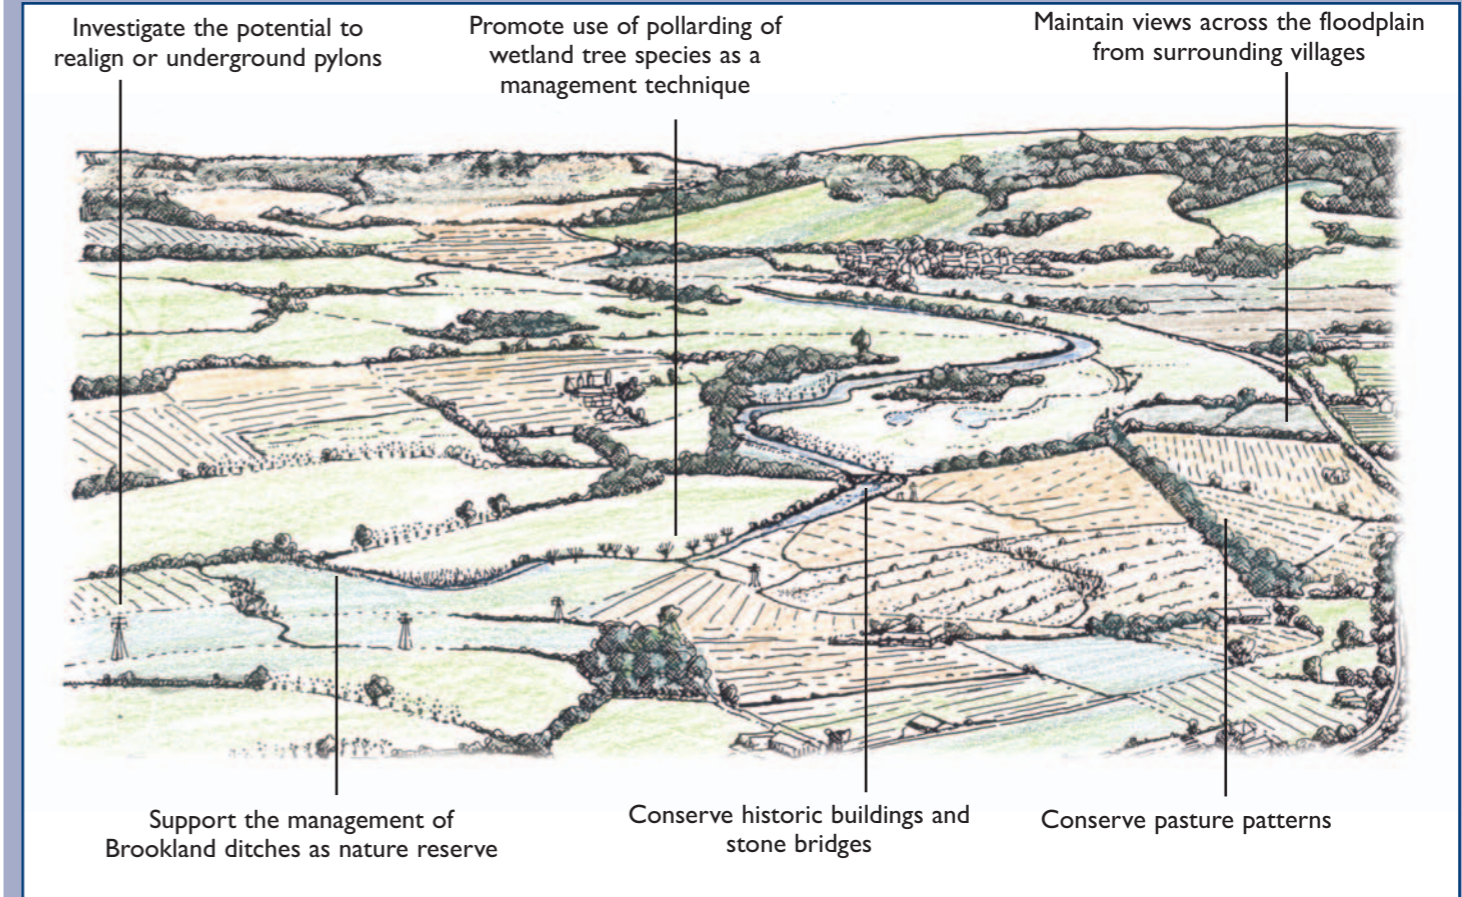 Investigate the potential to
realign or underground pylons
Promote use of pollarding of
wetland tree species as a
management technique
Maintain views across the floodplain
from surrounding villages
Support the management of
Brookland ditches as nature reserve
Conserve historic buildings and
stone bridges
Conserve pasture patterns